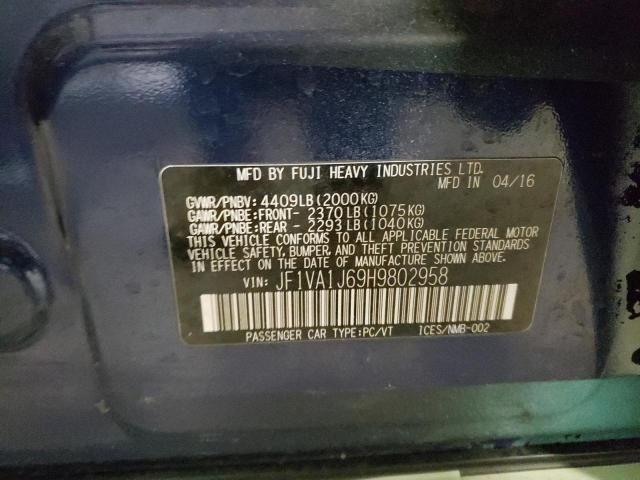 MFD BY FUJI HEAVY INDUSTRIES LTD.
MFD IN 04/16
GVWR/PNBV: 4409LB(2000KG)
GAWR/PNBE:FRONT- 2370LB(1075KG)
GAWR/PNBE:REAR - 2293LB(1040KG)
THIS VEHICLE CONFORMS TO ALL APPLICABLE FEDERAL MOTOR
VEHICLE SAFETY, BUMPER, AND THEFT PREVENTION STANDARDS
IN EFFECT ON THE DATE OF MANUFACTURE SHOWN ABOVE.
VIN: JF1VA1J69H9802958
PASSENGER CAR TYPE:PC/VT ICES/NMB-002